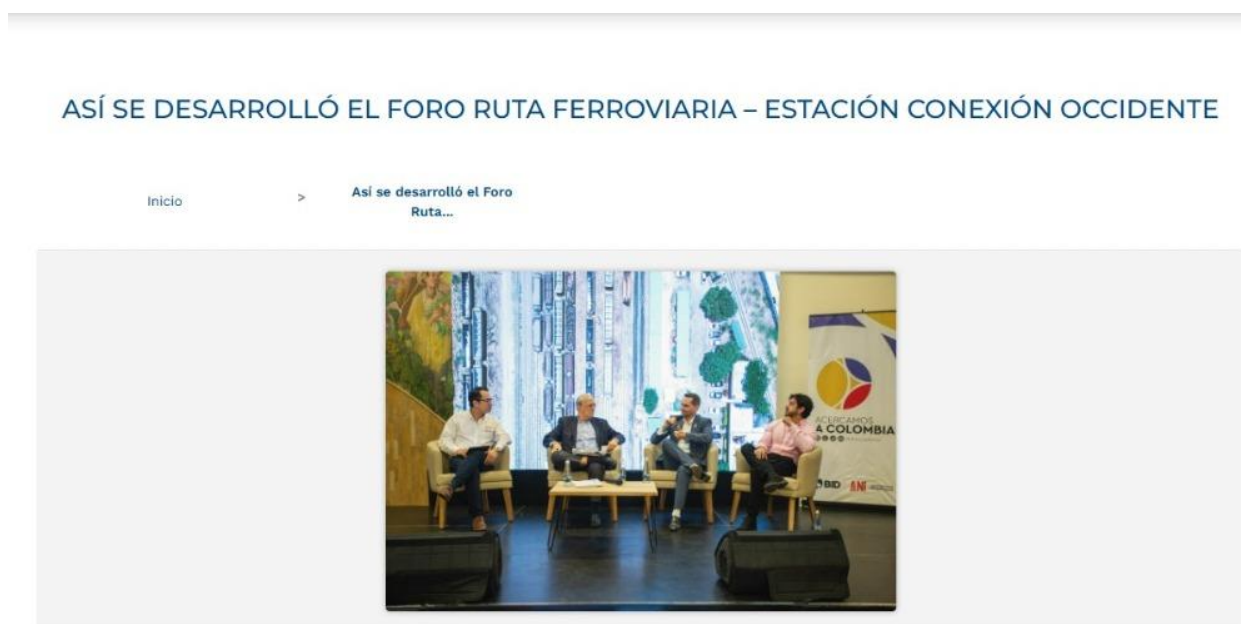 ASÍ SE DESARROLLÓ EL FORO RUTA FERROVIARIA – ESTACIÓN CONEXIÓN OCCIDENTE
Inicio
>
Así se desarrolló el Foro
Ruta...
ACERCAMOS
A COLOMBIA
BID ANI